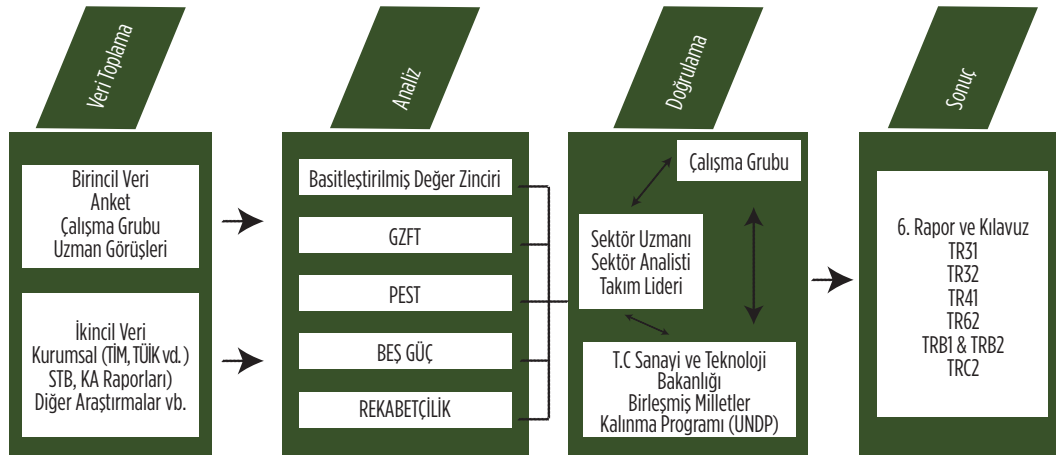 Veri Toplama
Birincil Veri
Anket
Çalışma Grubu
Uzman Görüşleri
İkincil Veri
Kurumsal (TİM, TÜİK vd. )
STB, KA Raporları)
Diğer Araştırmalar vb.
Analiz
Basitleştirilmiş Değer Zinciri
GZFT
PEST
BEŞ GÜÇ
REKABETÇİLİK
Doğrulama
Çalışma Grubu
Sektör Uzmanı
Sektör Analisti
Takım Lideri
T.C Sanayi ve Teknoloji
Bakanlığı
Birleşmiş Milletler
Kalınma Programı (UNDP)
Sonuç
6. Rapor ve Kılavuz
TR31
TR32
TR41
TR62
TRB1 & TRB2
TRC2